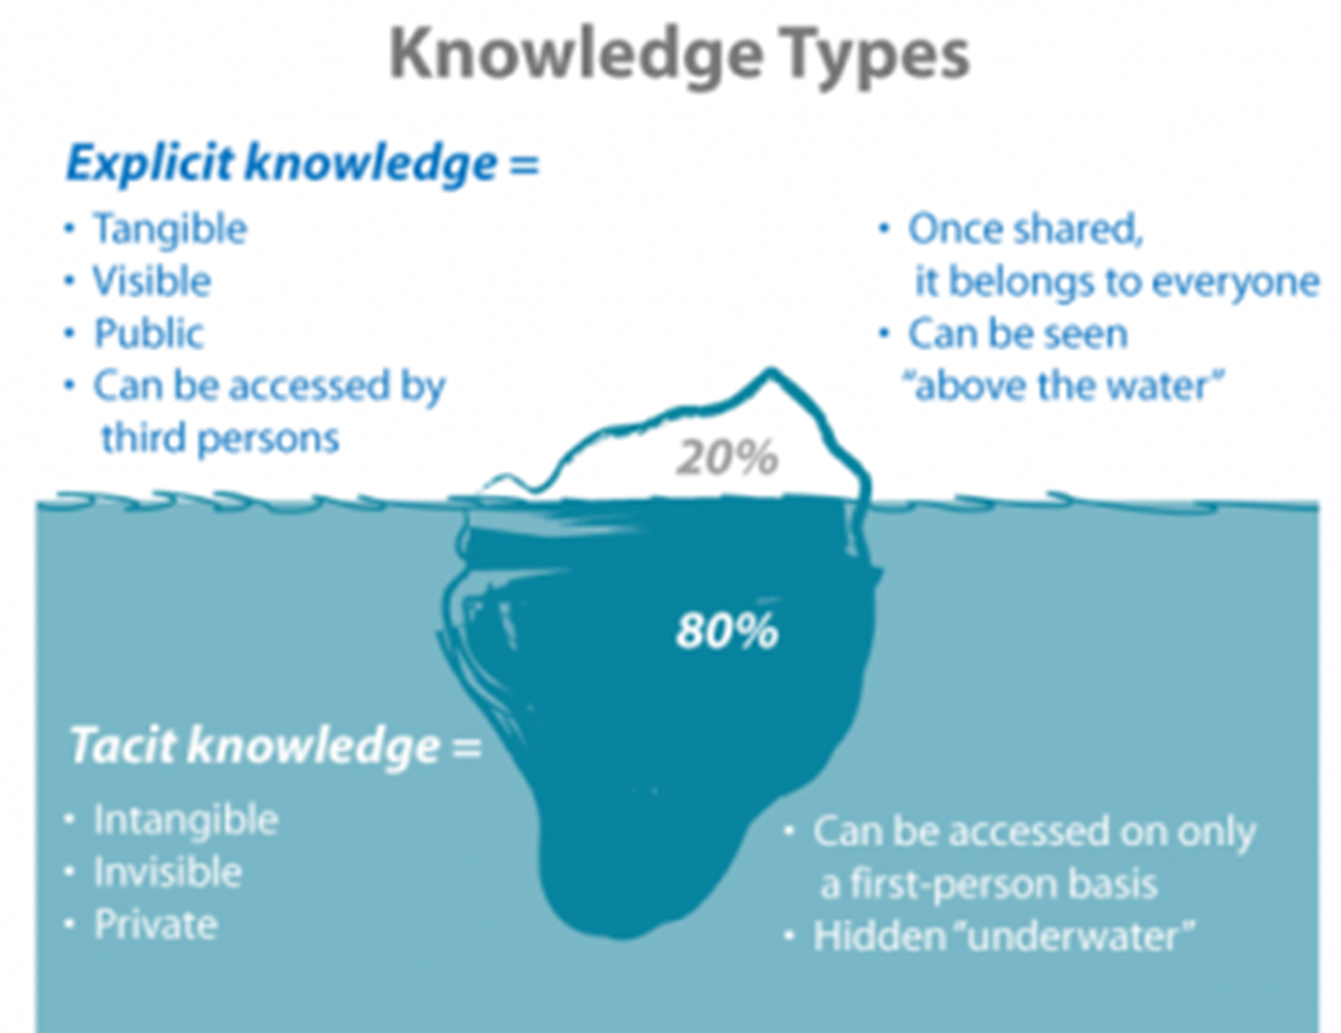 Knowledge Types
Explicit knowledge =
• Tangible
• Visible
• Public
• Can be accessed by
third persons
• Once shared,
it belongs to everyone
• Can be seen
“above the water”
20%
80%
Tacit knowledge =
• Intangible
• Invisible
• Private
• Can be accessed on only
a first-person basis
• Hidden “underwater”